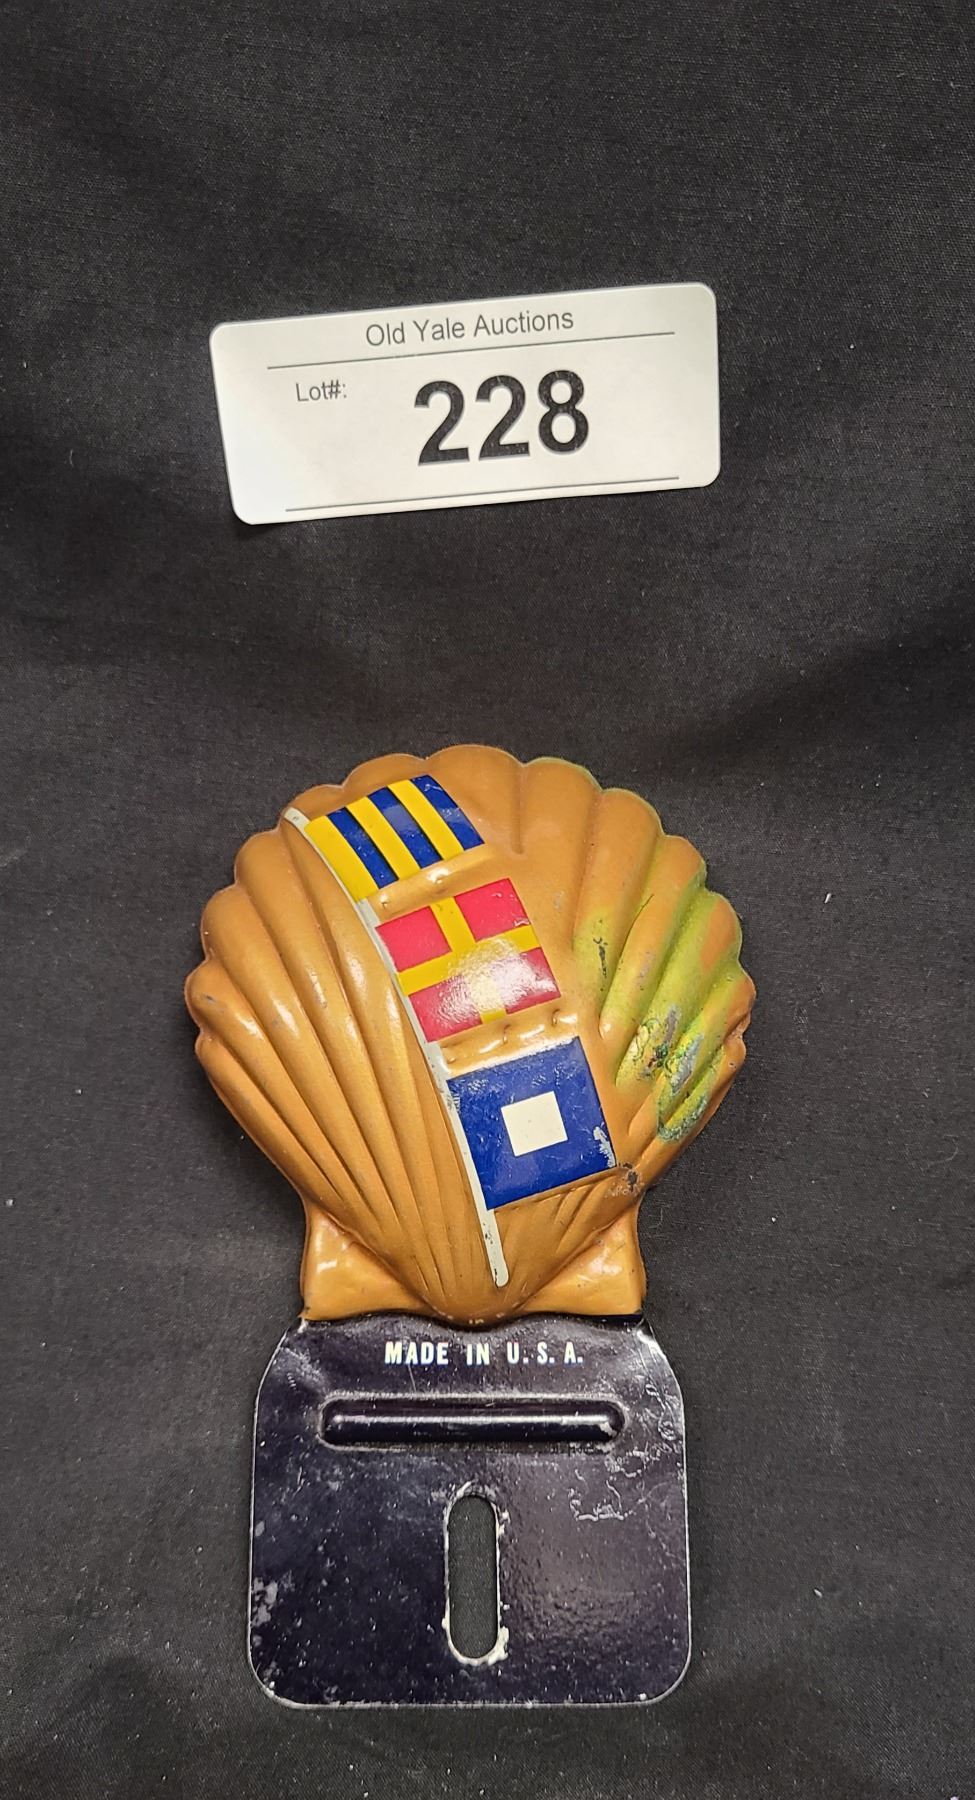 Old Yale Auctions
Lot#:
228
MADE IN U.S.A.